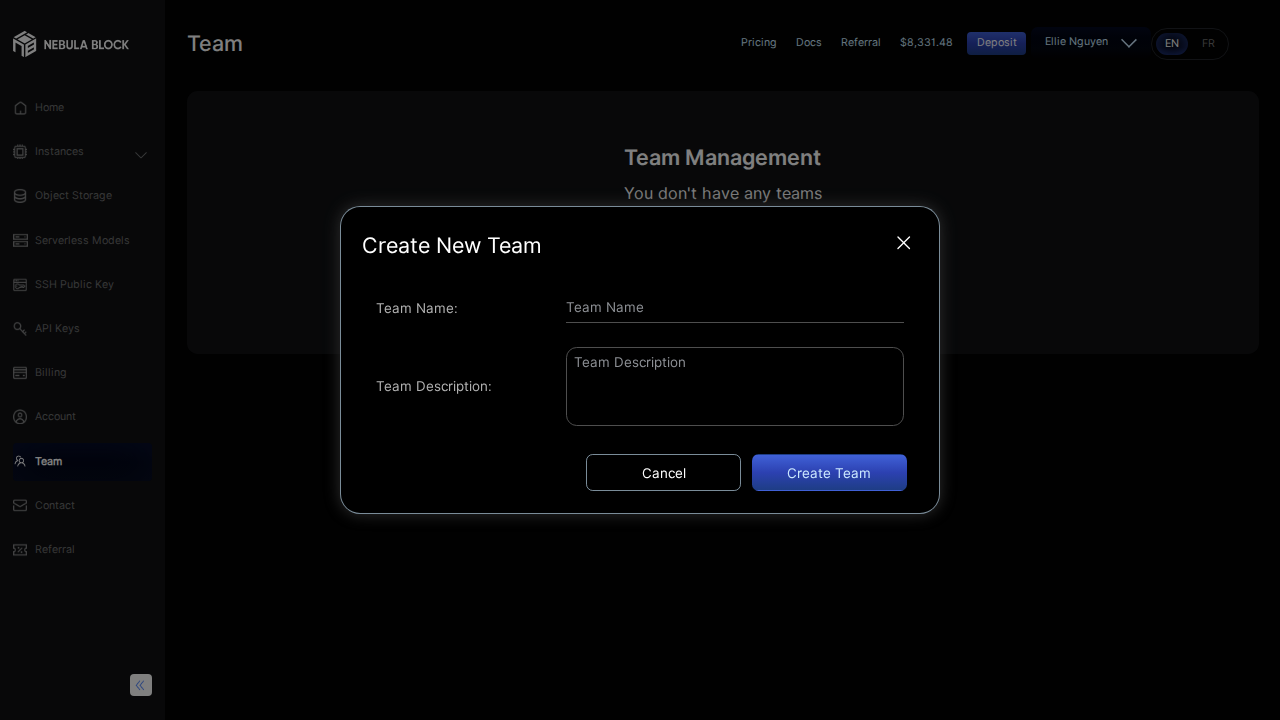 NEBULA BLOCK
Team
Pricing
Docs
Referral
$8,331.48
Deposit
Ellie Nguyen
EN
FR
Home
Instances
Object Storage
Serverless Models
SSH Public Key
API Keys
Billing
Account
Team
Contact
Referral
Team Management
You don't have any teams
Create New Team
Team Name:
Team Name
Team Description:
Team Description
Cancel
Create Team